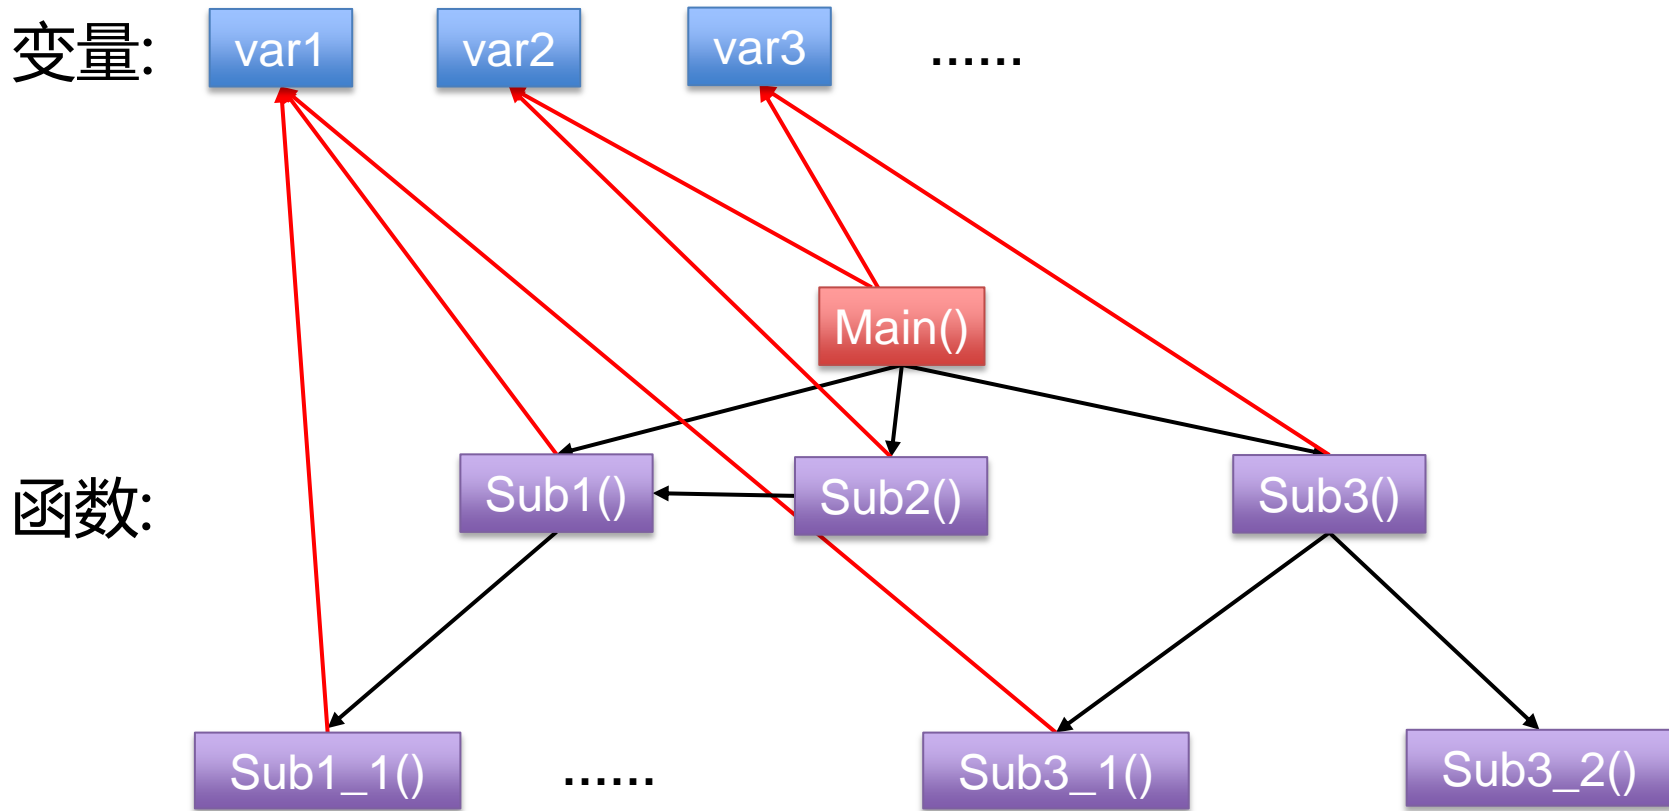 变量:
var1
var2
var3
......
Main()
函数:
Sub1()
Sub2()
Sub3()
Sub1_1()
......
Sub3_1()
Sub3_2()